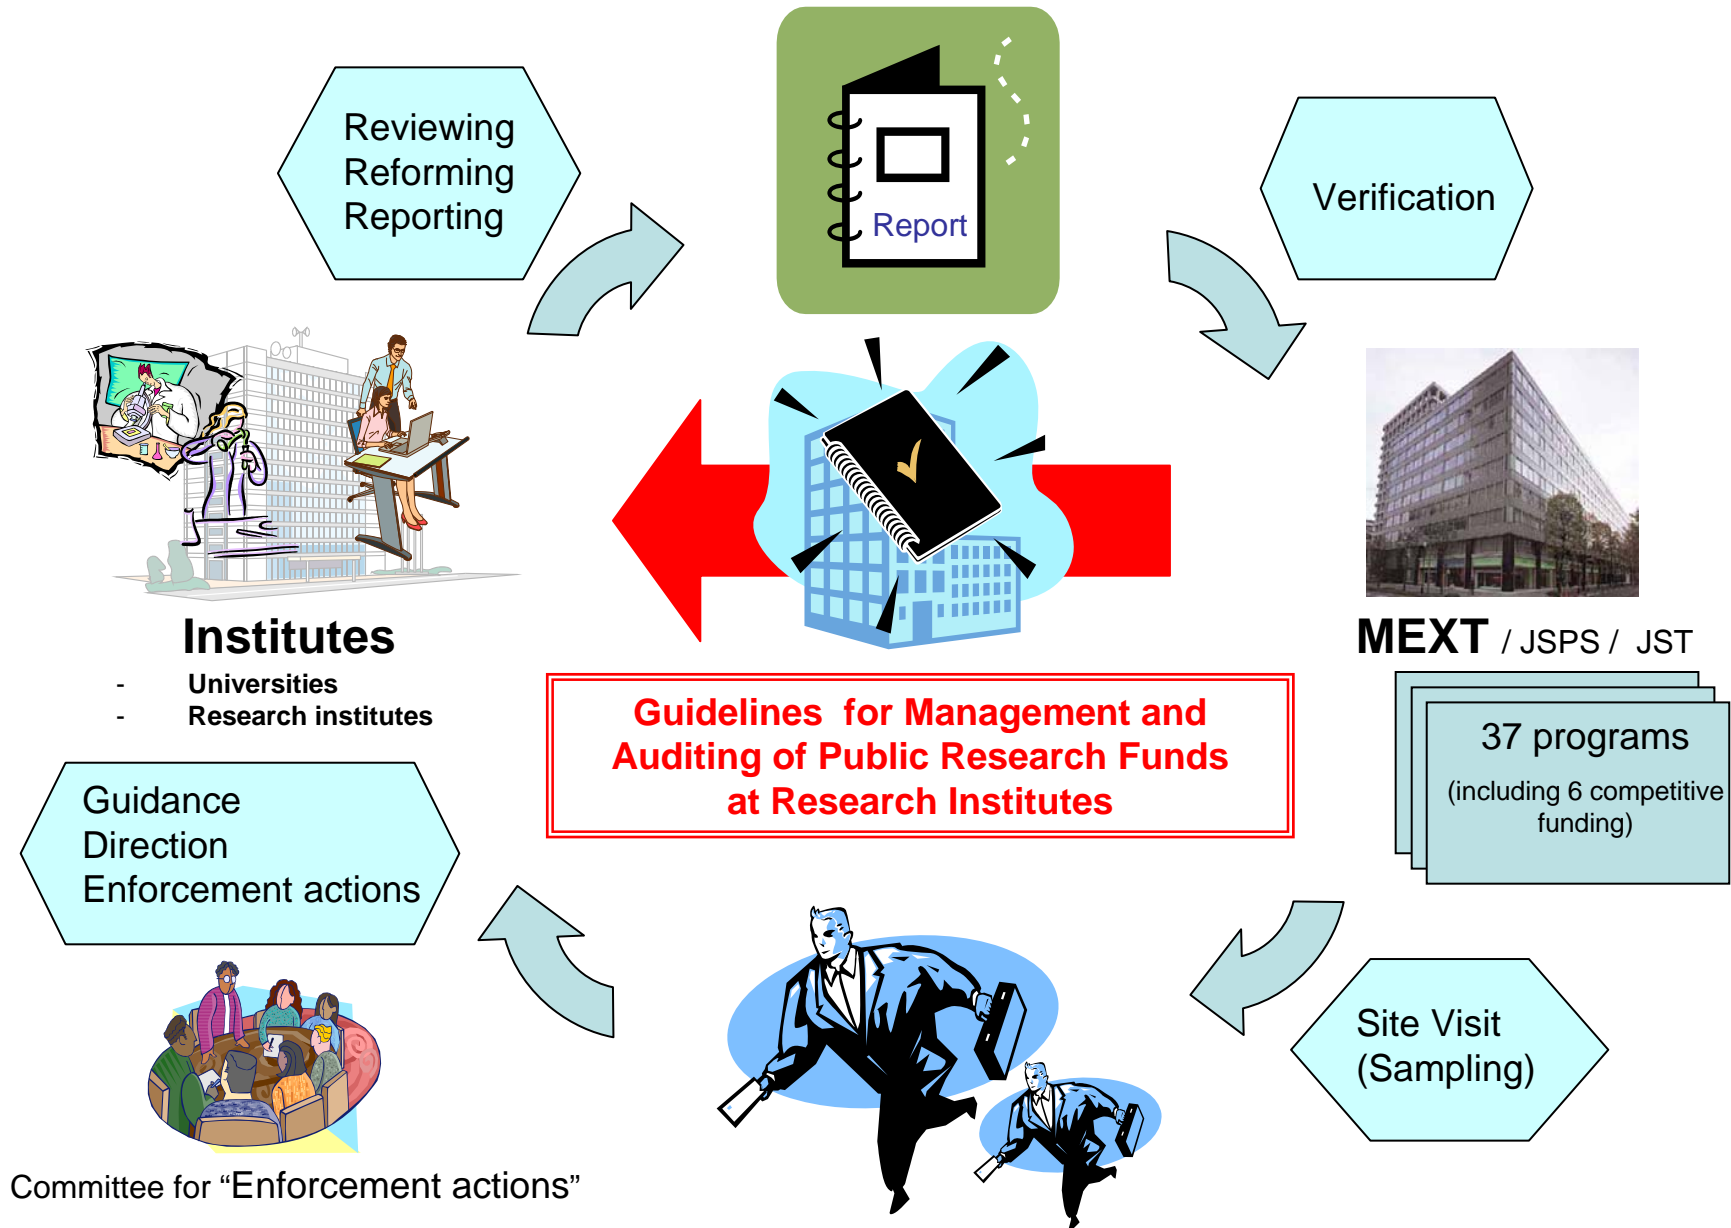 Reviewing
Reforming
Reporting
Report
Verification
Institutes
- Universities
- Research institutes
MEXT / JSPS / JST
Guidelines for Management and
Auditing of Public Research Funds
at Research Institutes
37 programs
(including 6 competitive
funding)
Guidance
Direction
Enforcement actions
Site Visit
(Sampling)
Committee for “Enforcement actions”